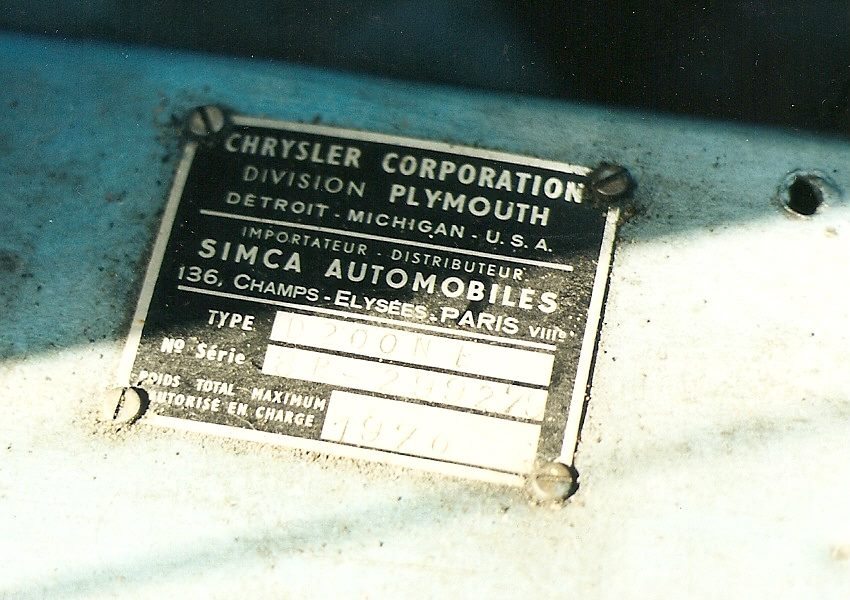 CHRYSLER CORPORATION
DIVISION PLYMOUTH
DÉTROIT - MICHIGAN - U.S.A.
IMPORTATEUR - DISTRIBUTEUR
SIMCA AUTOMOBILES
136, CHAMPS-ELYSÉES-PARIS VIIIe
TYPE
Nº Série
POIDS TOTAL MAXIMUM
AUTORISÉ EN CHARGE